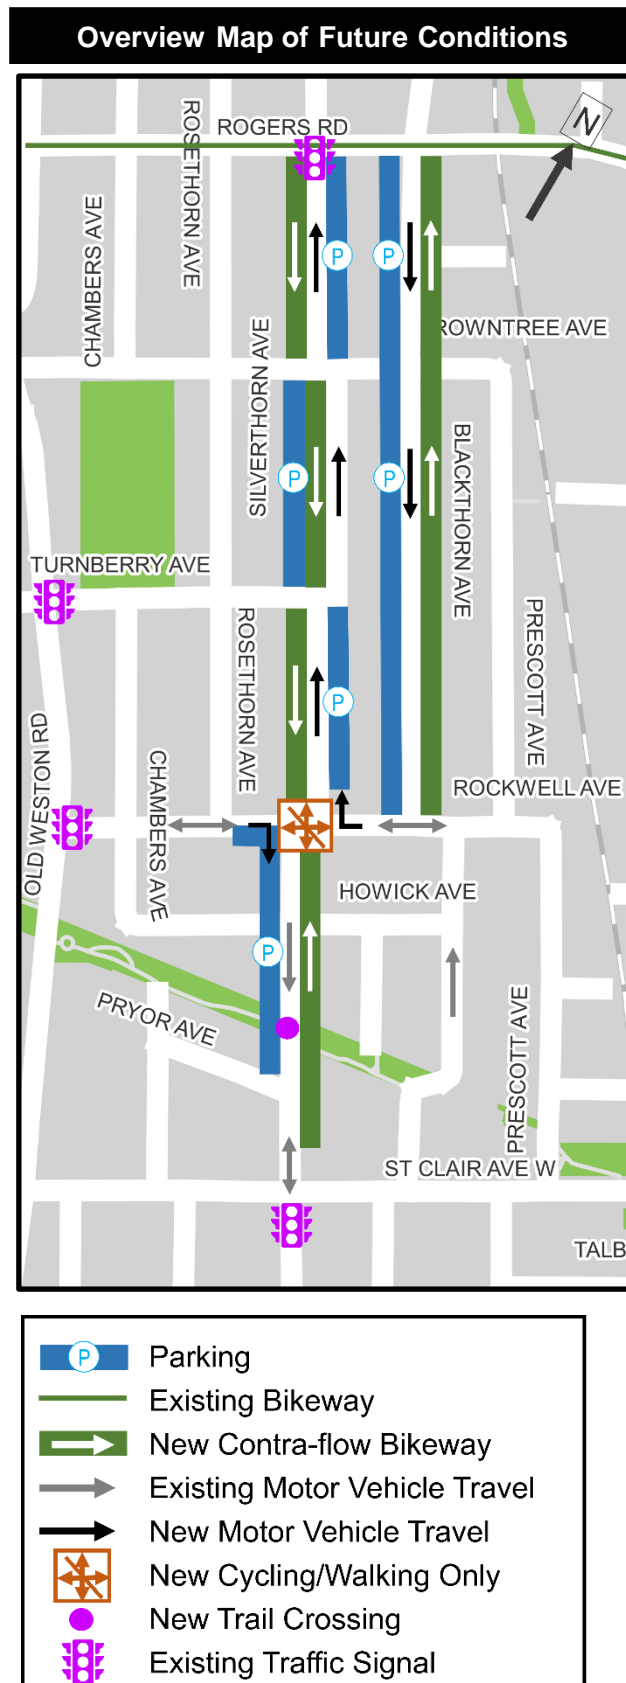 Overview Map of Future Conditions
N
ROGERS RD
ROSETHORN AVE
CHAMBERS AVE
P
P
ROWNTREE AVE
SILVERTHORN AVE
BLACKTHORN AVE
P
P
TURNBERRY AVE
PRESCOTT AVE
ROSETHORN AVE
P
OLD WESTON RD
CHAMBERS AVE
ROCKWELL AVE
HOWICK AVE
P
PRYOR AVE
PRESCOTT AVE
ST CLAIR AVE W
TALB
P Parking
Existing Bikeway
New Contra-flow Bikeway
Existing Motor Vehicle Travel
New Motor Vehicle Travel
New Cycling/Walking Only
New Trail Crossing
Existing Traffic Signal